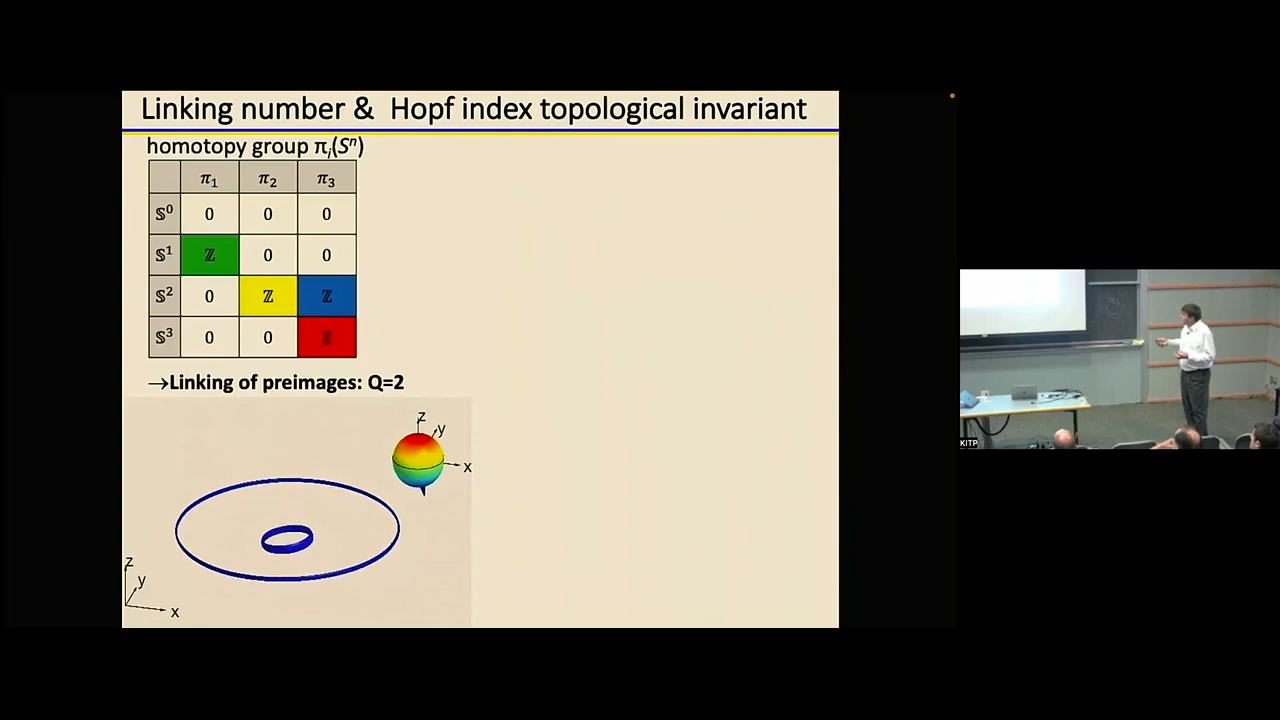 Linking number & Hopf index topological invariant
homotopy group πᵢ(Sⁿ)
π₁ π₂ π₃
𝕊⁰ 0 0 0
𝕊¹ ℤ 0 0
𝕊² 0 ℤ ℤ
𝕊³ 0 0 ℤ
→Linking of preimages: Q=2
z
y
x
z
y
x
KITP